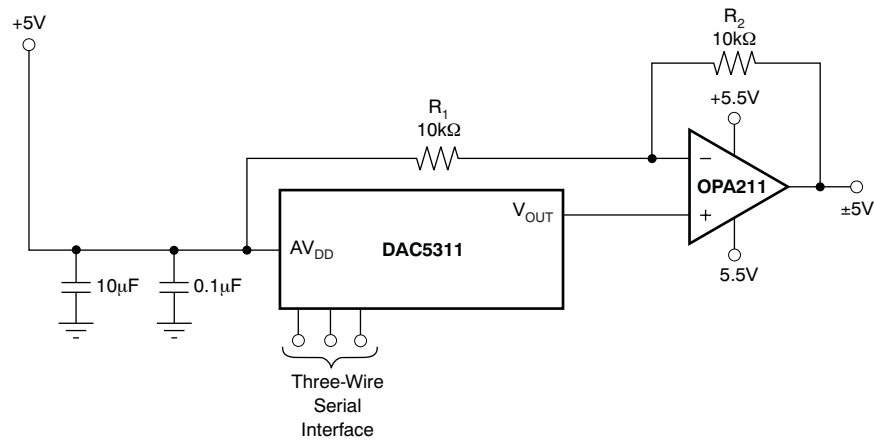 +5V
R2
10kΩ
R1
10kΩ
+5.5V
−
OPA211
+
±5V
5.5V
VOUT
AVDD
DAC5311
10µF
0.1µF
Three-Wire
Serial
Interface